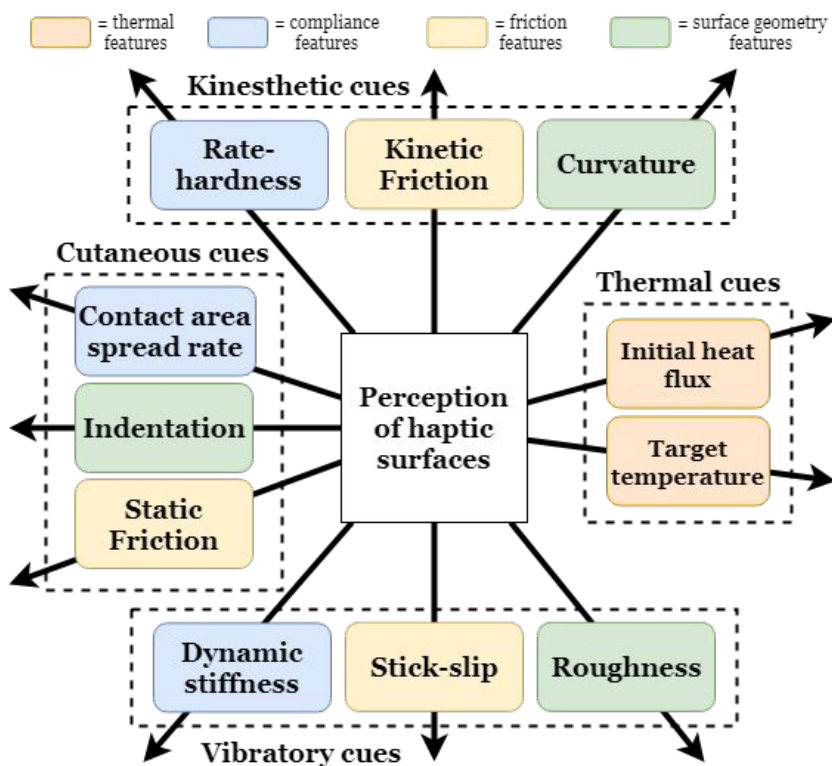 = thermal features
= compliance features
= friction features
= surface geometry features
Kinesthetic cues
Rate-
hardness
Kinetic
Friction
Curvature
Cutaneous cues
Contact area
spread rate
Indentation
Static
Friction
Perception
of haptic
surfaces
Thermal cues
Initial heat
flux
Target
temperature
Dynamic
stiffness
Stick-slip
Roughness
Vibratory cues